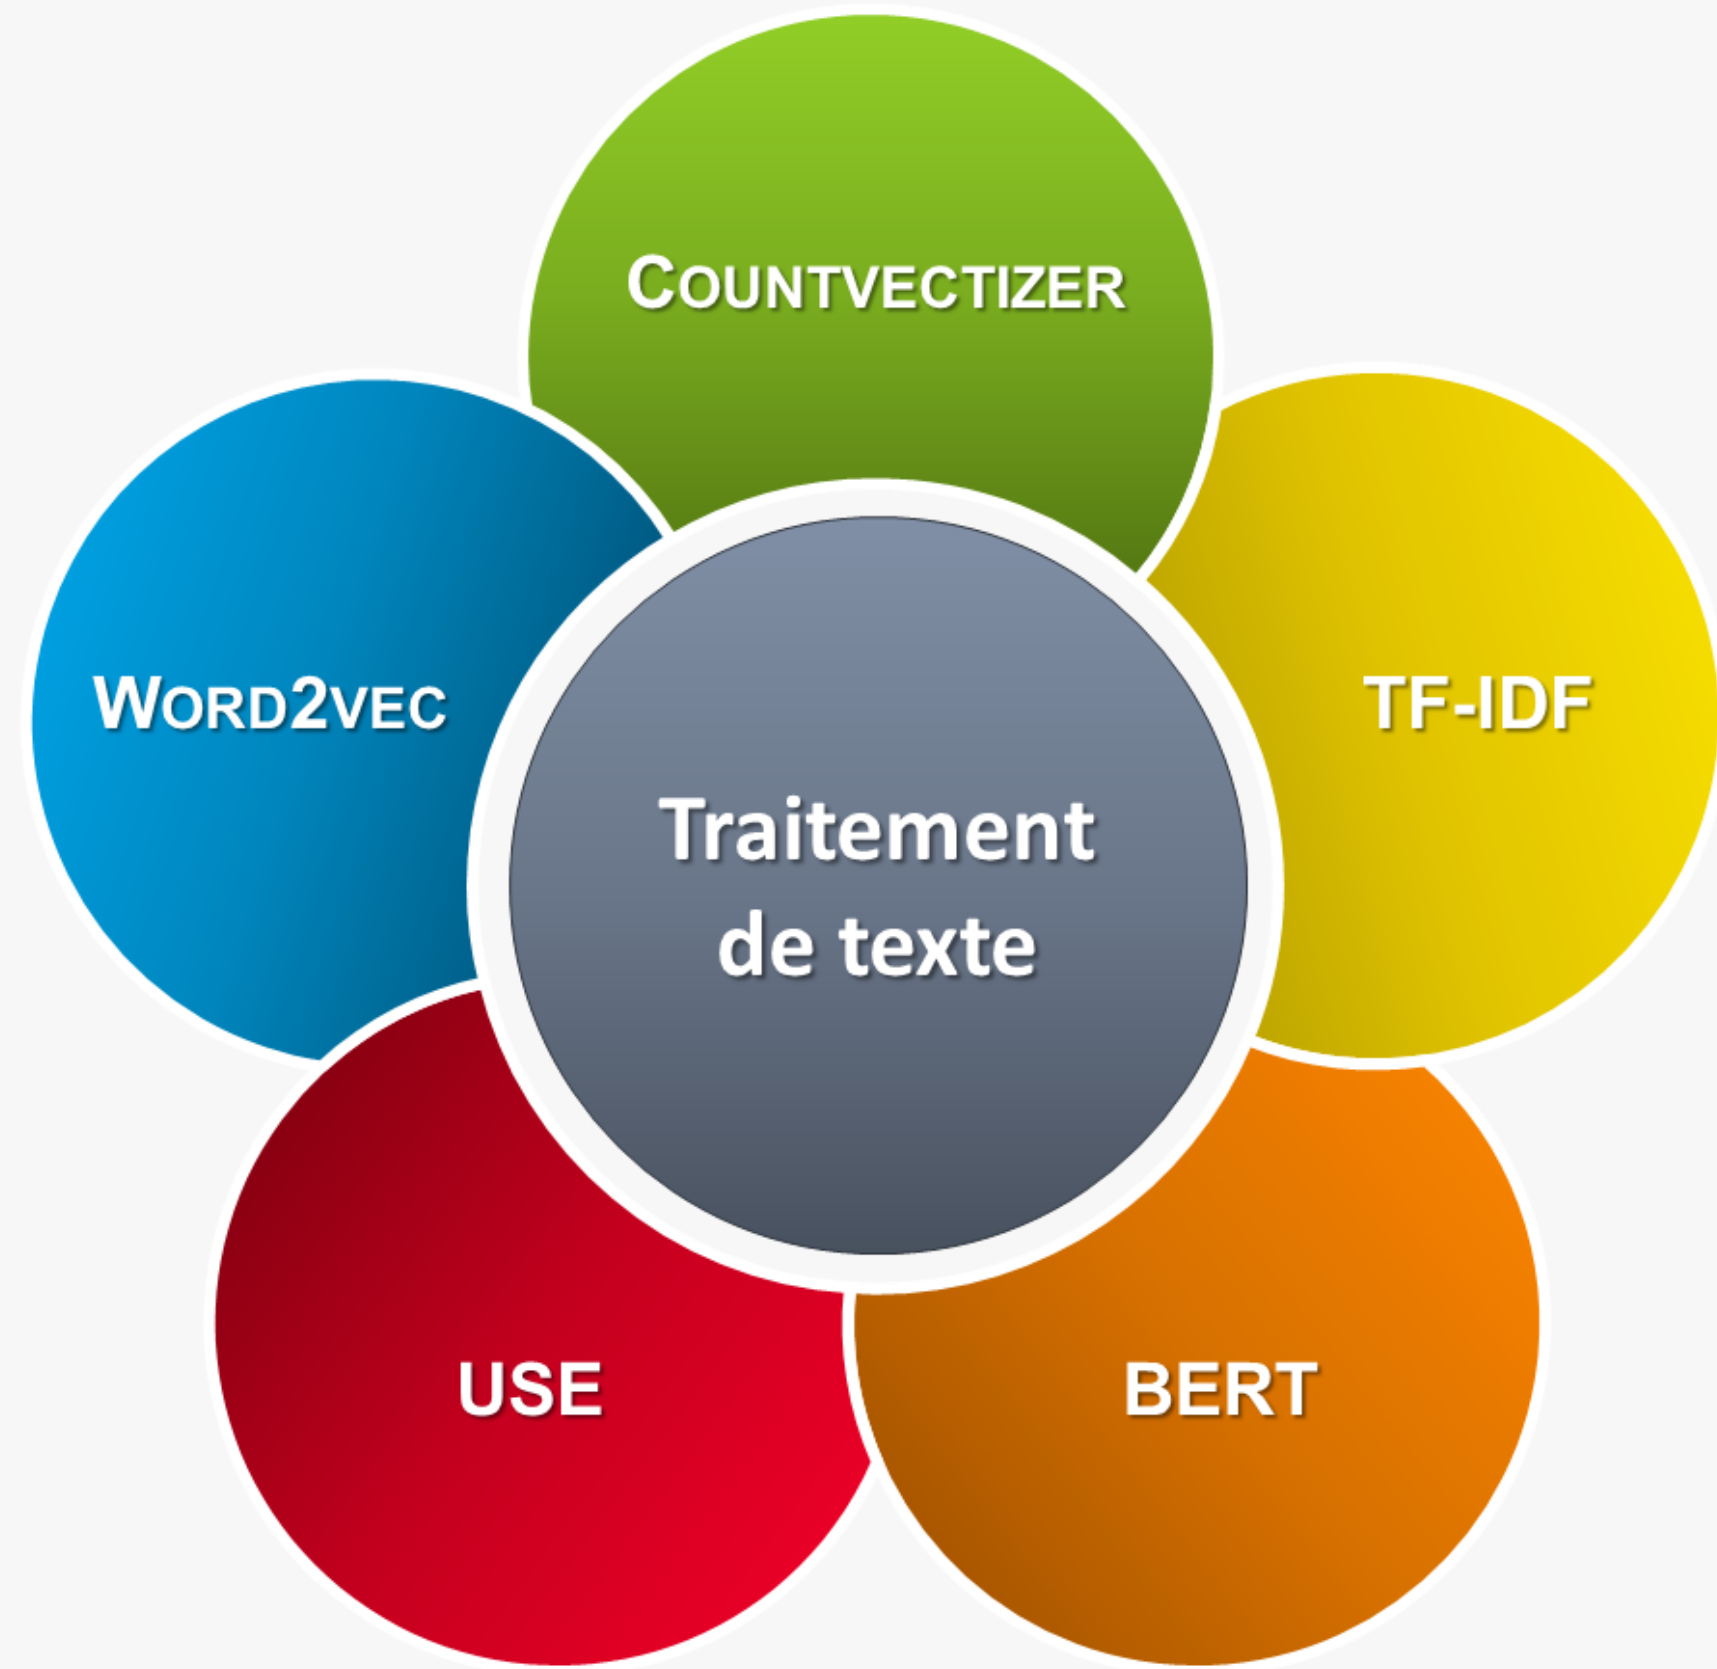 COUNTVECTIZER
WORD2VEC
TF-IDF
Traitement
de texte
USE
BERT